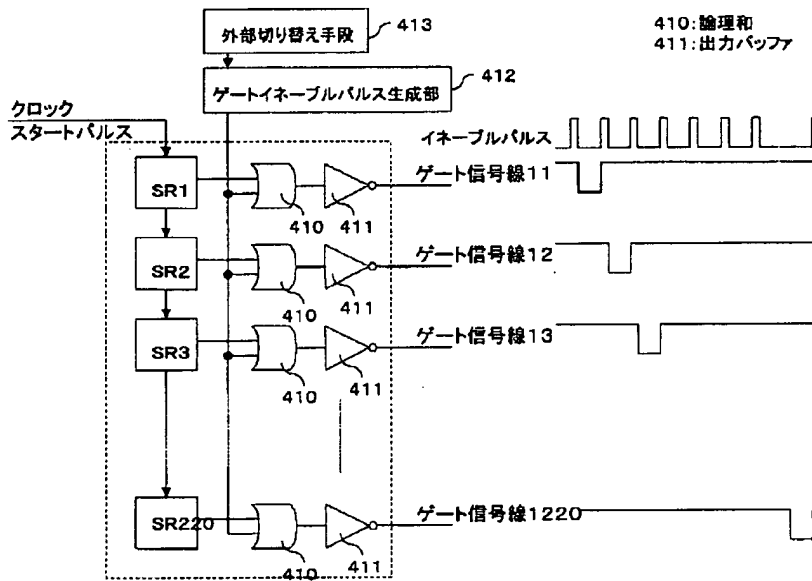 外部切り替え手段
413
410:論理和
411:出力バッファ
ゲートイネーブルパルス生成部
412
クロック
スタートパルス
イネーブルパルス
SR1
410
411
ゲート信号線11
SR2
410
411
ゲート信号線12
SR3
410
411
ゲート信号線13
SR220
410
411
ゲート信号線1220